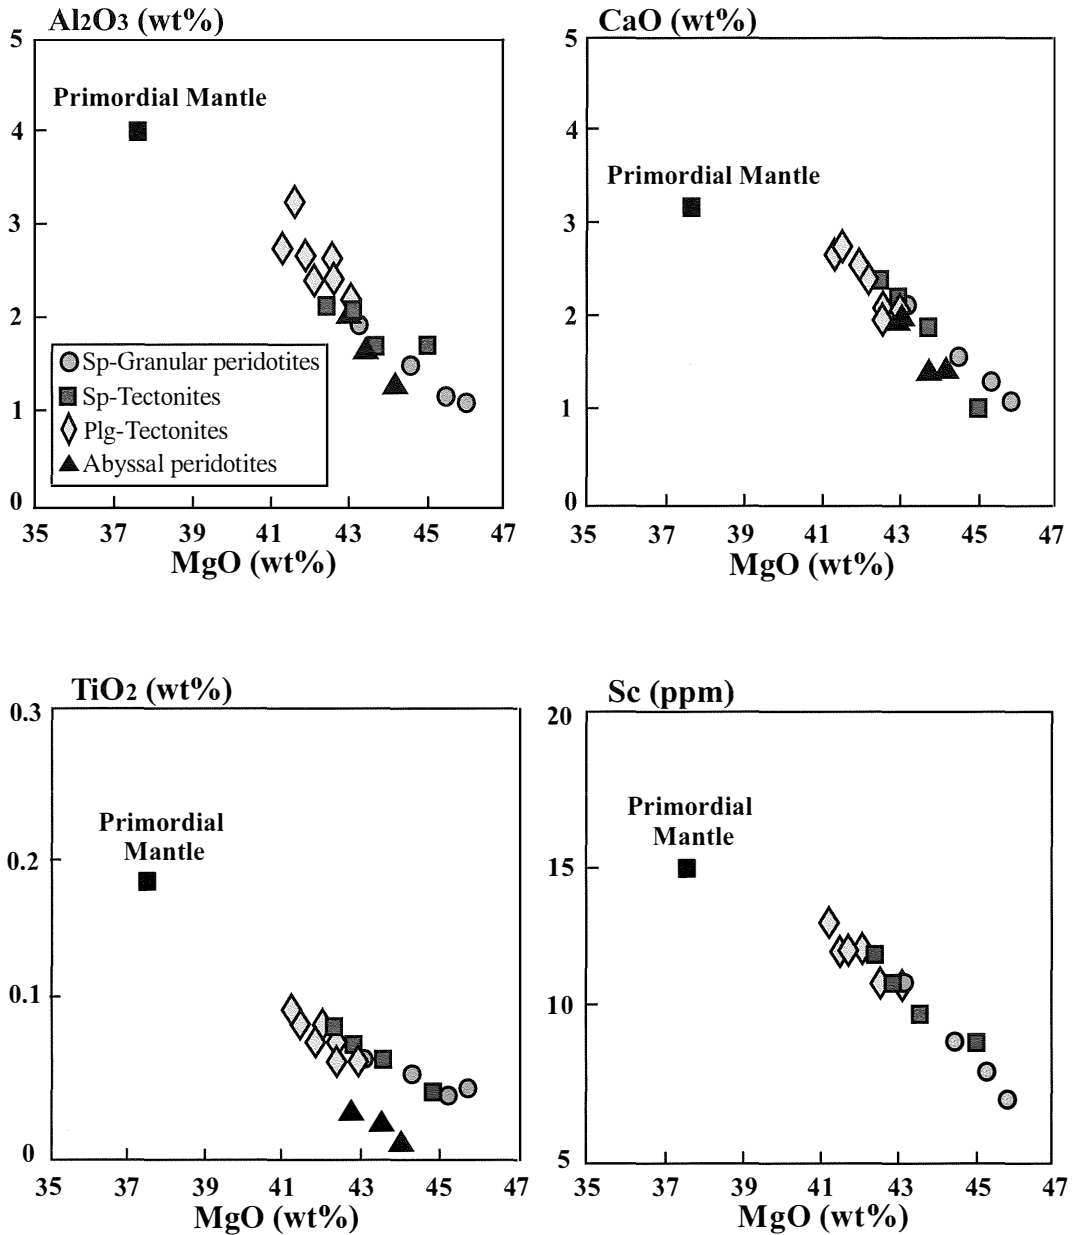 Al2O3 (wt%)
5
4
3
2
1
0
Primordial Mantle
Sp-Granular peridotites
Sp-Tectonites
Plg-Tectonites
Abyssal peridotites
35 37 39 41 43 45 47
MgO (wt%)
CaO (wt%)
5
4
3
2
1
0
Primordial Mantle
35 37 39 41 43 45 47
MgO (wt%)
TiO2 (wt%)
0.3
0.2
0.1
0
Primordial
Mantle
35 37 39 41 43 45 47
MgO (wt%)
Sc (ppm)
20
15
10
5
Primordial
Mantle
35 37 39 41 43 45 47
MgO (wt%)